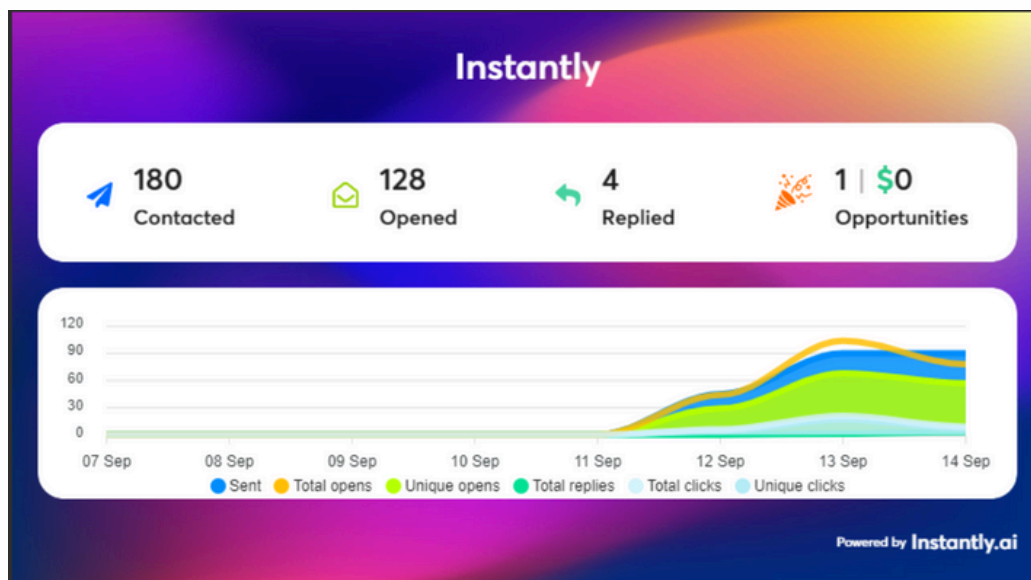 Instantly
180
Contacted
128
Opened
4
Replied
1 | $0
Opportunities
120
90
60
30
0
07 Sep 08 Sep 09 Sep 10 Sep 11 Sep 12 Sep 13 Sep 14 Sep
Sent Total opens Unique opens Total replies Total clicks Unique clicks
Powered by Instantly.ai